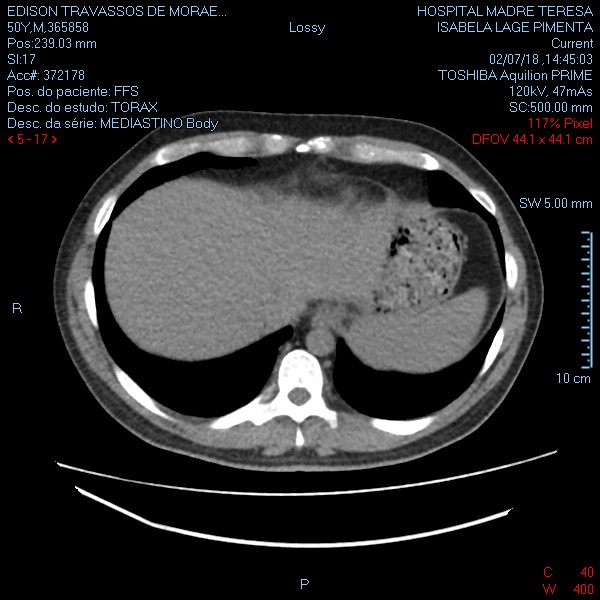 EDISON TRAVASSOS DE MORAE...
50Y,M,365858
Pos:239.03 mm
SI:17
Acc#: 372178
Pos. do paciente: FFS
Desc. do estudo: TORAX
Desc. da série: MEDIASTINO Body
< 5 - 17 >
Lossy
HOSPITAL MADRE TERESA
ISABELA LAGE PIMENTA
Current
02/07/18 ,14:45:03
TOSHIBA Aquilion PRIME
120kV, 47mAs
SC:500.00 mm
117% Pixel
DFOV 44.1 x 44.1 cm
SW 5.00 mm
R
10 cm
P
C 40
W 400